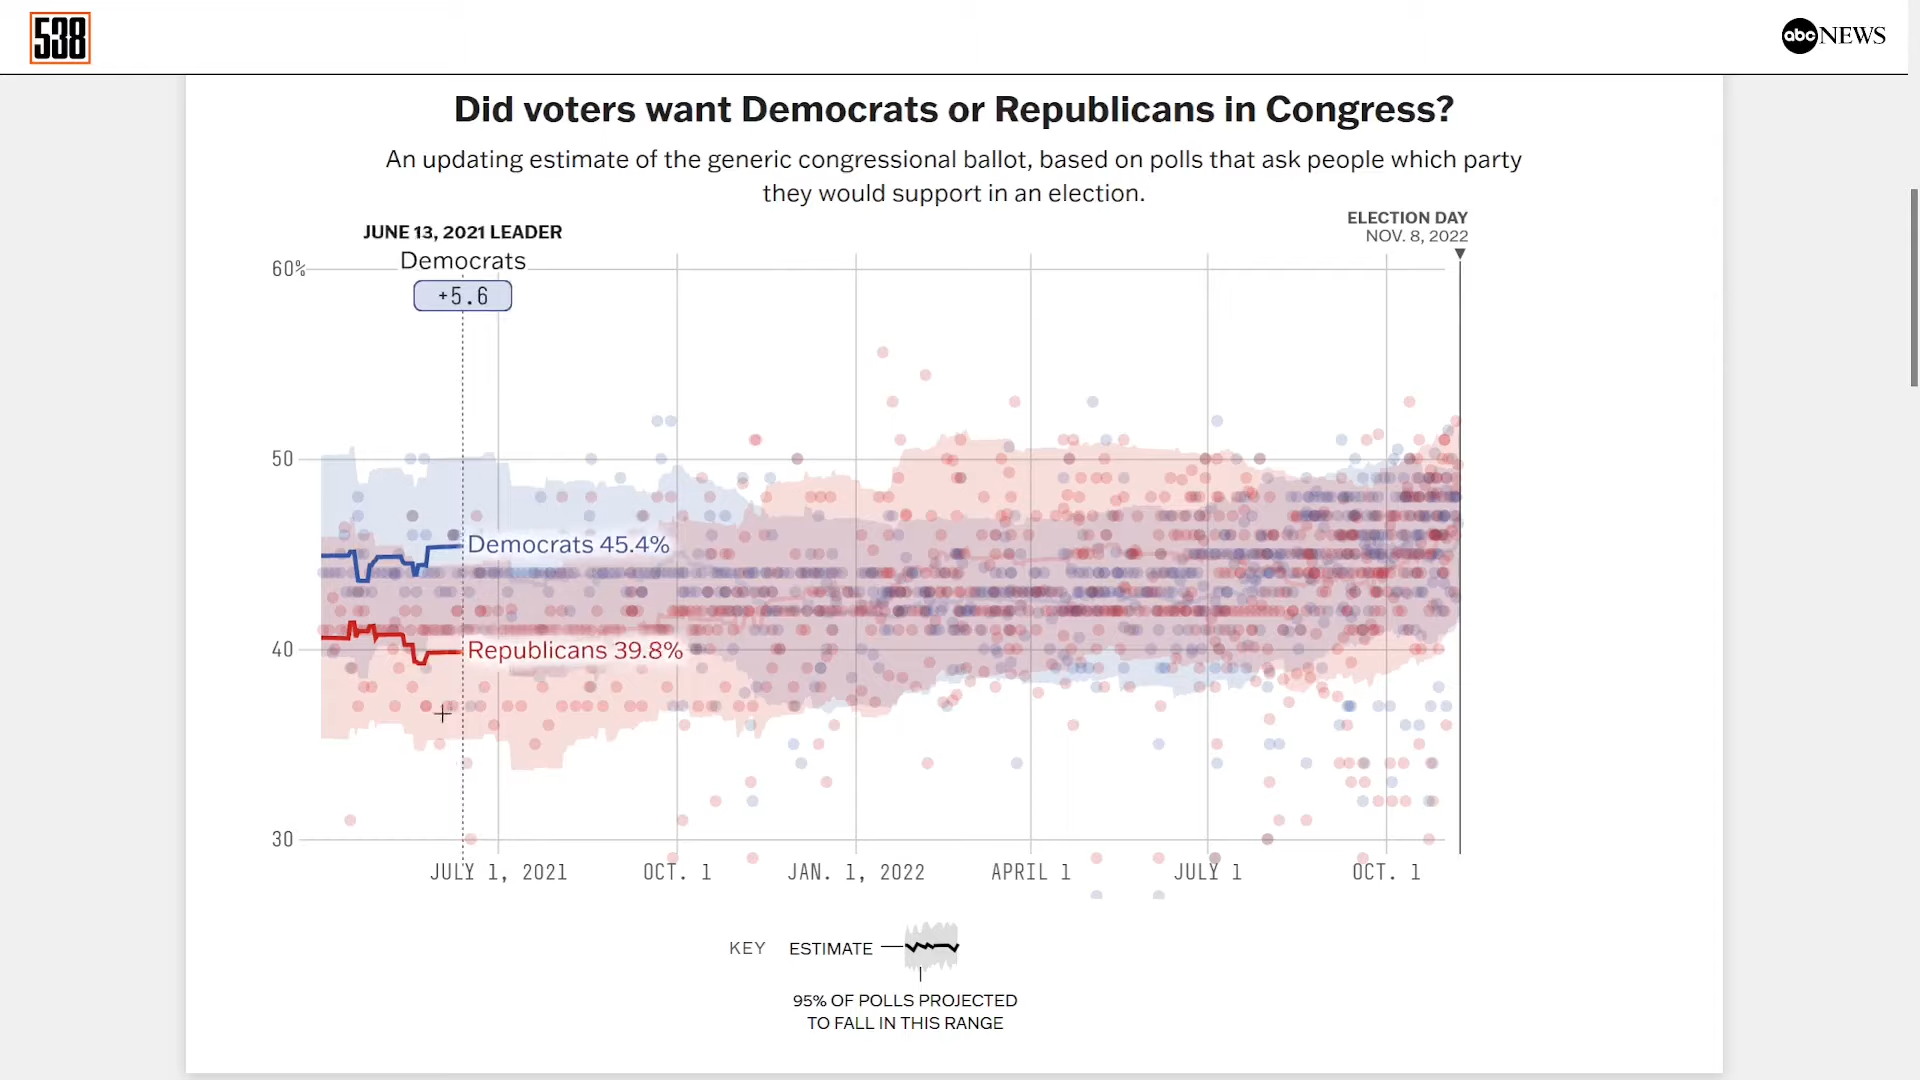 538
abc NEWS
Did voters want Democrats or Republicans in Congress?
An updating estimate of the generic congressional ballot, based on polls that ask people which party
they would support in an election.
ELECTION DAY
NOV. 8, 2022
JUNE 13, 2021 LEADER
Democrats
+5.6
60%
50
40
30
Democrats 45.4%
Republicans 39.8%
JULY 1, 2021
OCT. 1
JAN. 1, 2022
APRIL 1
JULY 1
OCT. 1
KEY
ESTIMATE
95% OF POLLS PROJECTED
TO FALL IN THIS RANGE